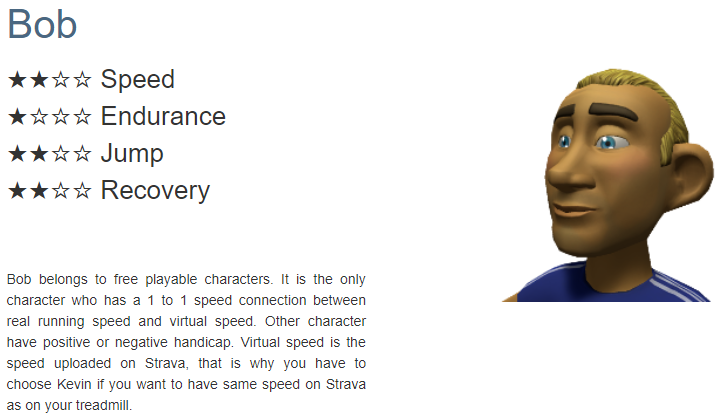 Bob
★★☆☆ Speed
★☆☆☆ Endurance
★★☆☆ Jump
★★☆☆ Recovery
Bob belongs to free playable characters. It is the only
character who has a 1 to 1 speed connection between
real running speed and virtual speed. Other character
have positive or negative handicap. Virtual speed is the
speed uploaded on Strava, that is why you have to
choose Kevin if you want to have same speed on Strava
as on your treadmill.